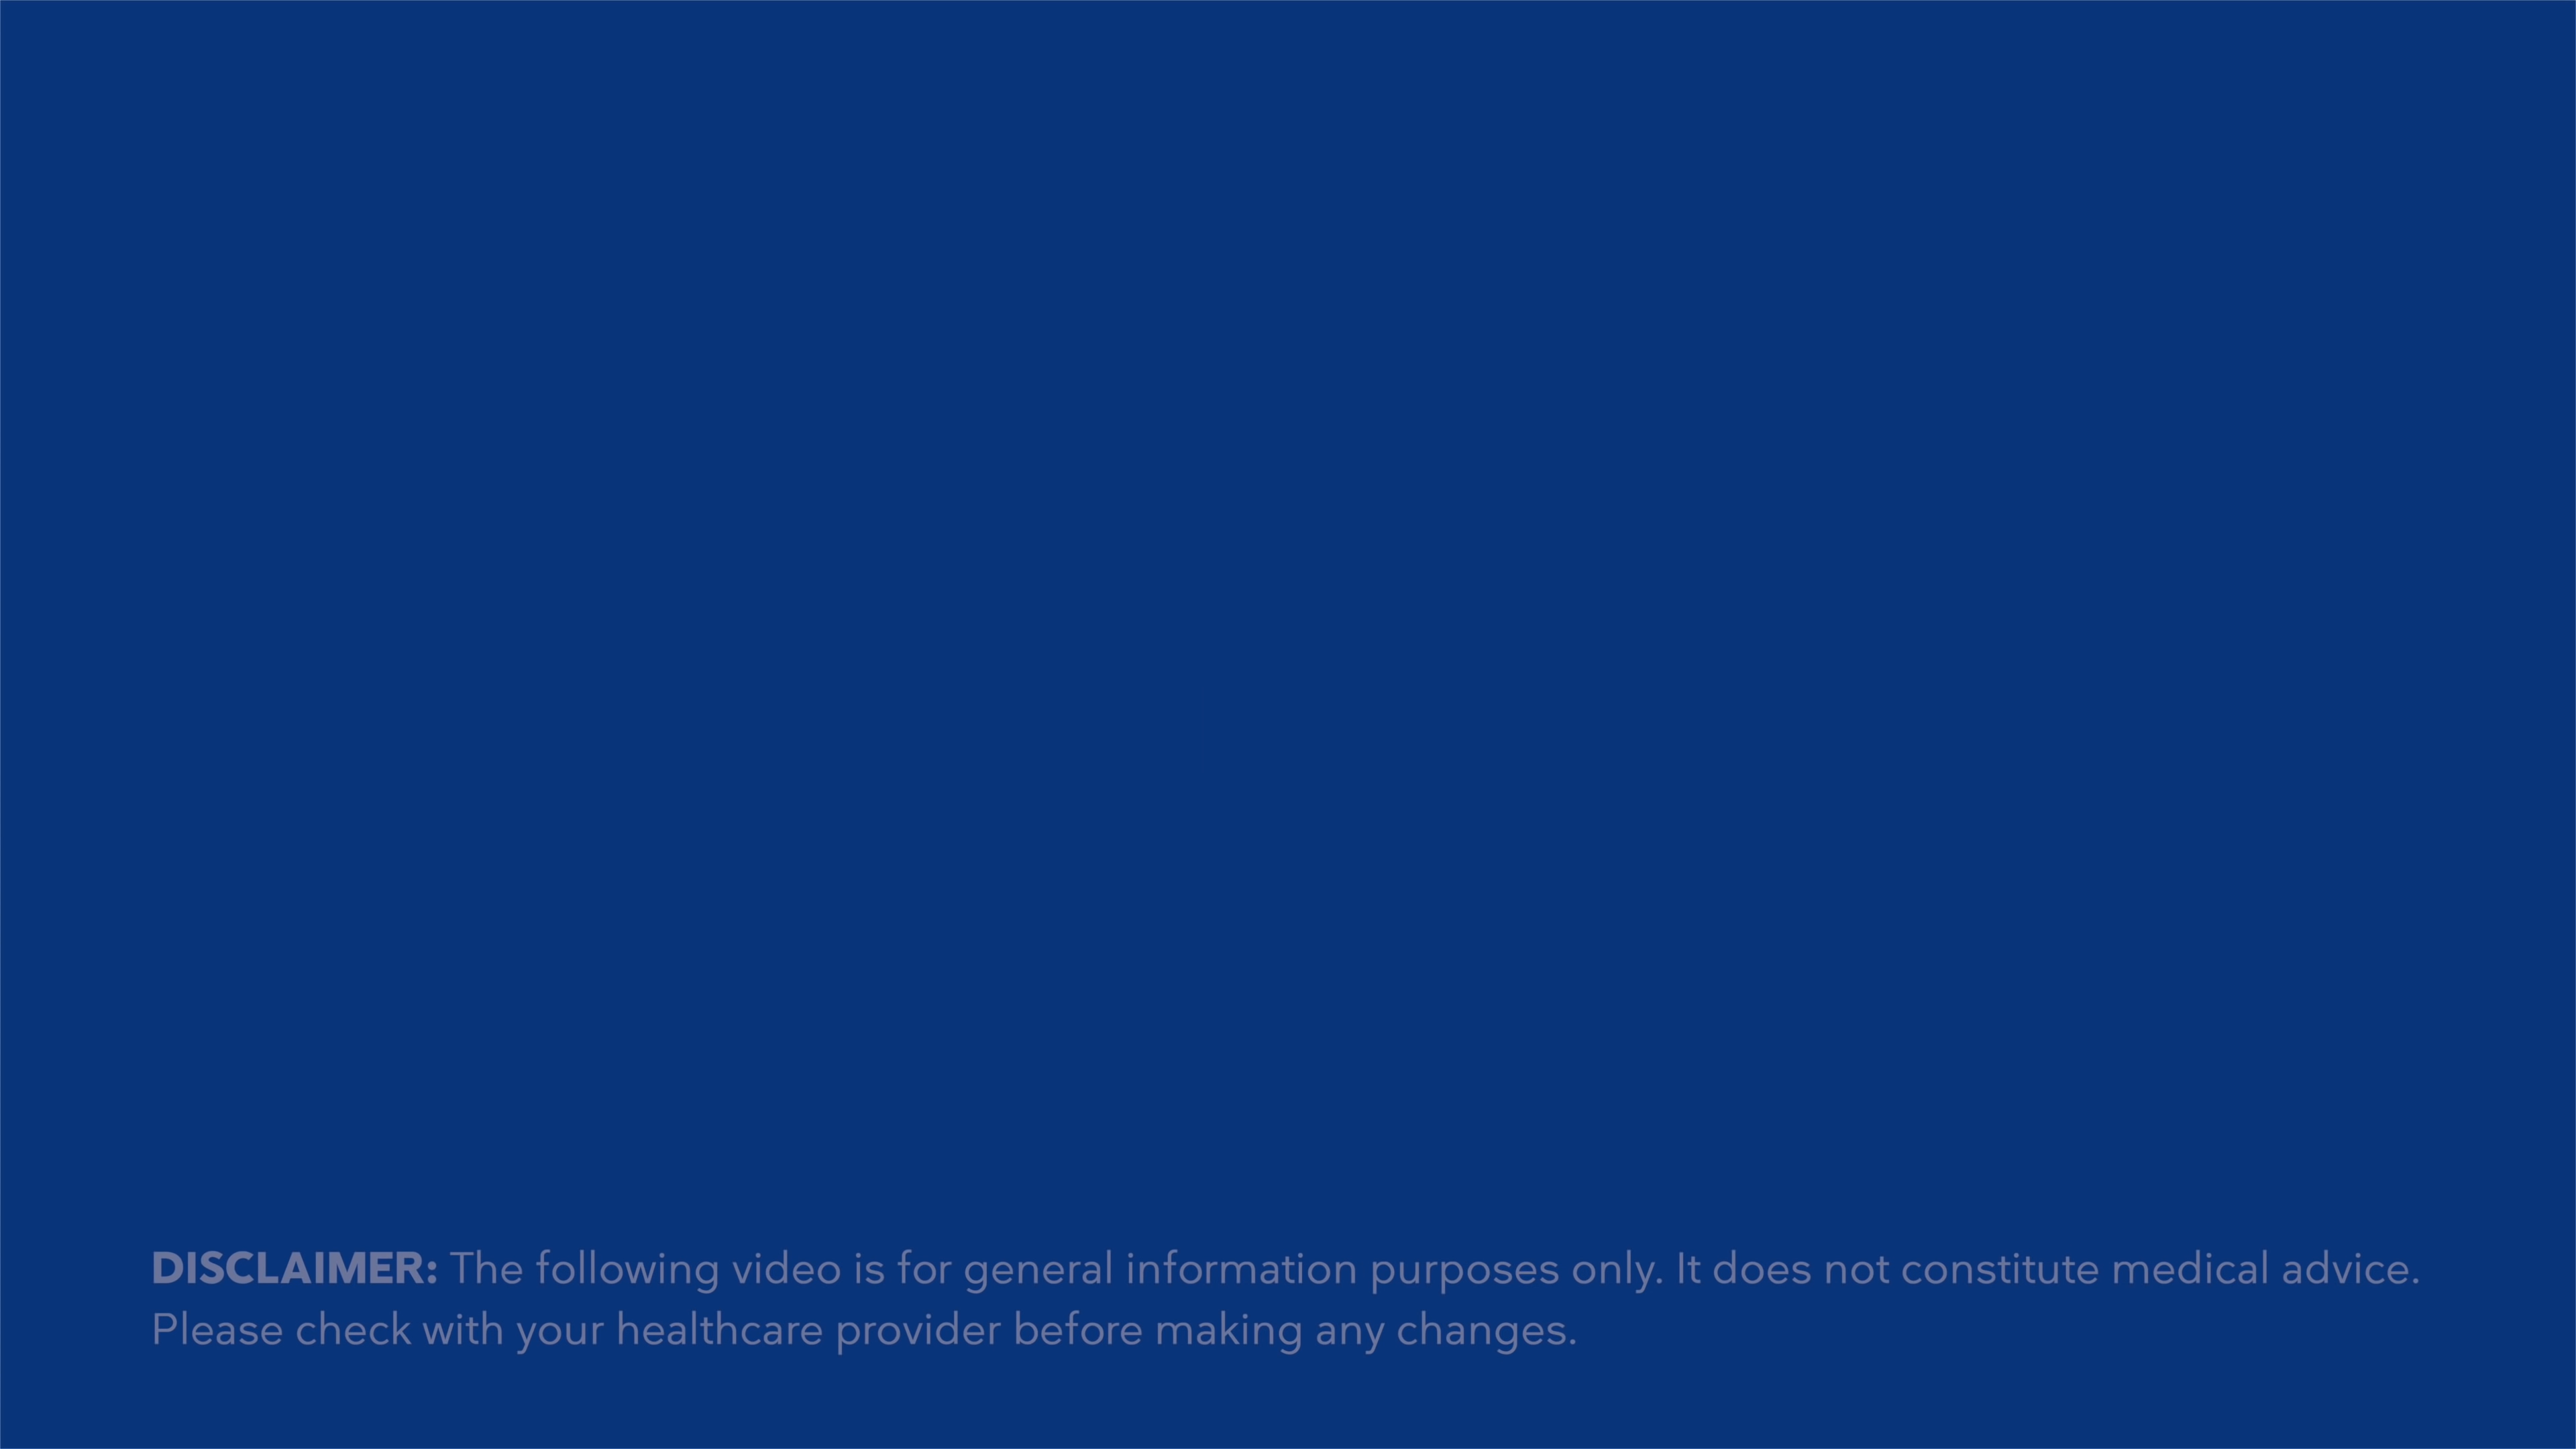 DISCLAIMER: The following video is for general information purposes only. It does not constitute medical advice.
Please check with your healthcare provider before making any changes.